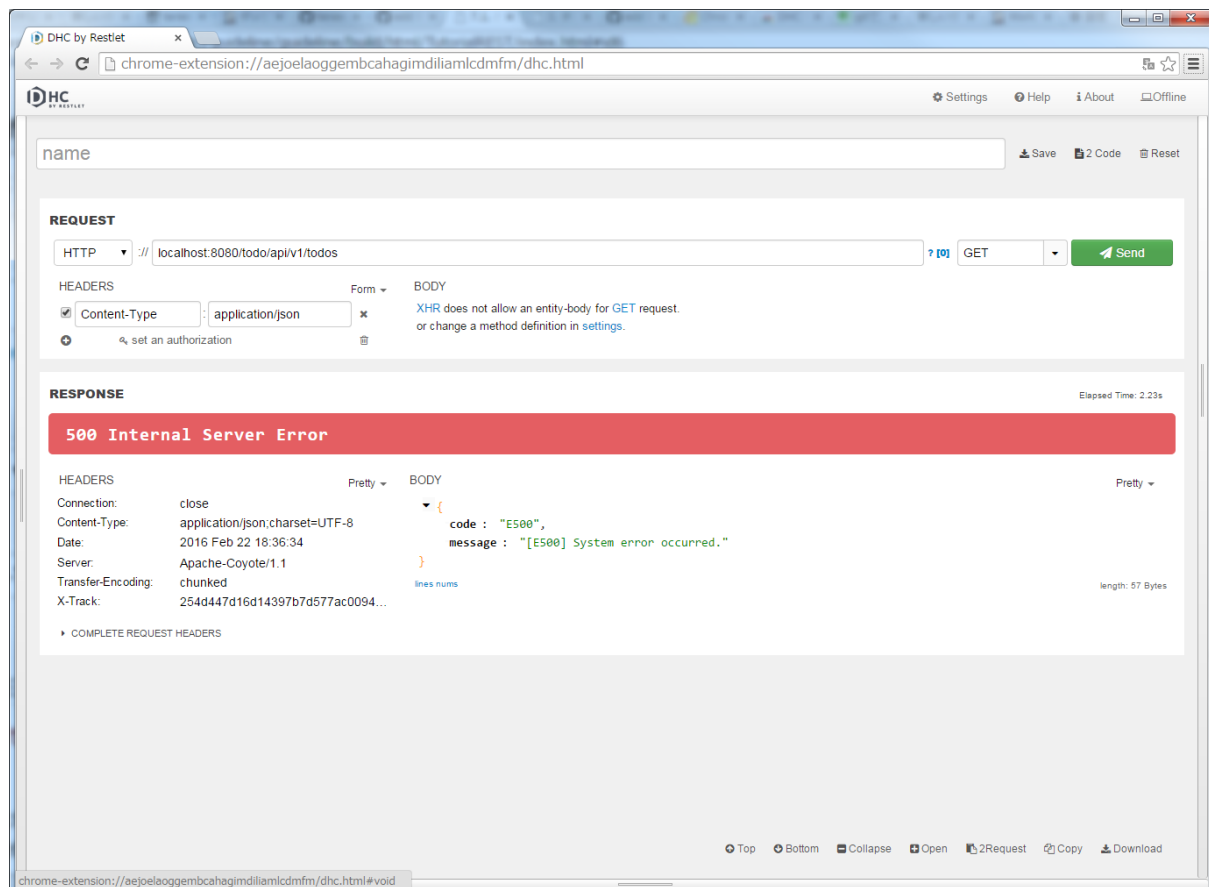 DHC by Restlet
chrome-extension://aejoelaoggembcahagimdiliamlcdmfm/dhc.html
DHC BY RESTLET
Settings Help About Offline
name
Save 2 Code Reset
REQUEST
HTTP :// localhost:8080/todo/api/v1/todos ? [0] GET Send
HEADERS Form BODY
Content-Type : application/json
XHR does not allow an entity-body for GET request.
or change a method definition in settings.
set an authorization
RESPONSE Elapsed Time: 2.23s
500 Internal Server Error
HEADERS Pretty BODY Pretty
Connection: close
Content-Type: application/json;charset=UTF-8
Date: 2016 Feb 22 18:36:34
Server: Apache-Coyote/1.1
Transfer-Encoding: chunked
X-Track: 254d447d16d14397b7d577ac0094...
{
code : "E500",
message : "[E500] System error occurred."
}
lines nums length: 57 Bytes
COMPLETE REQUEST HEADERS
Top Bottom Collapse Open 2Request Copy Download
chrome-extension://aejoelaoggembcahagimdiliamlcdmfm/dhc.html#void